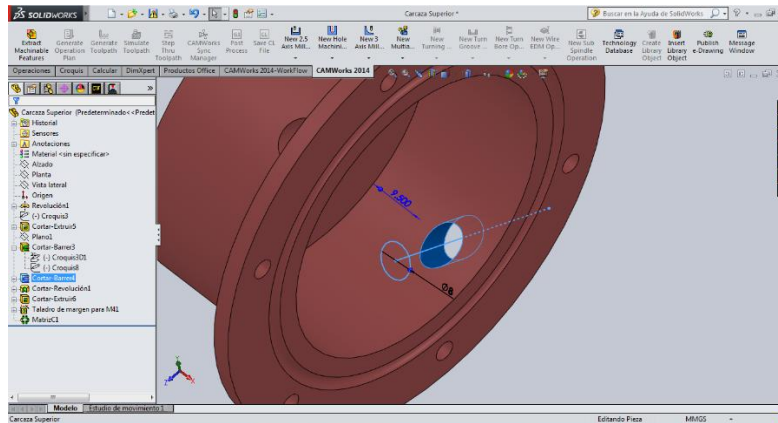 SOLIDWORKS
Carcaza Superior *
Buscar en la Ayuda de SolidWorks
Extract Machinable Features
Generate Operation Plan
Generate Toolpath
Simulate Toolpath
Step Thru Toolpath
CAMWorks Sync Manager
Post Process
Save CL File
New 2.5 Axis Mill...
New Hole Machini...
New 3 Axis Mill...
New Multia...
New Turning ...
New Turn Groove ...
New Turn Bore Op...
New Wire EDM Op...
New Sub Spindle Operation
Technology Database
Create Library Object
Insert Library Object
Publish e-Drawing
Message Window
Operaciones
Croquis
Calcular
DimXpert
Productos Office
CAMWorks 2014-WorkFlow
CAMWorks 2014
Carcaza Superior (Predeterminado<<Predet
Historial
Sensores
Anotaciones
Material <sin especificar>
Alzado
Planta
Vista lateral
Origen
Revolución1
(-) Croquis3
Cortar-Extruir5
Plano1
Cortar-Barrer3
(-) Croquis3D1
(-) Croquis8
Cortar-Barrer4
Cortar-Revolución1
Cortar-Extruir6
Taladro de margen para M41
MatrizC1
9,500
Ø8
Modelo
Estudio de movimiento 1
Carcaza Superior
Editando Pieza
MMGS